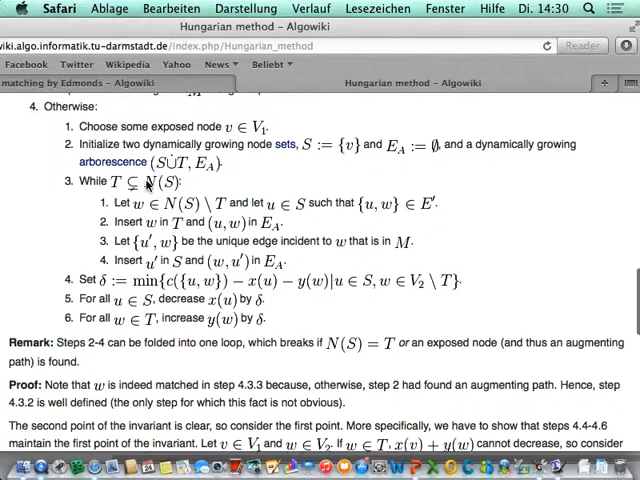 Safari Ablage Bearbeiten Darstellung Verlauf Lesezeichen Fenster Hilfe Di. 14:30
Hungarian method - Algowiki
wiki.algo.informatik.tu-darmstadt.de/index.php/Hungarian_method Reader
Facebook Twitter Wikipedia Yahoo News Beliebt
matching by Edmonds - Algowiki Hungarian method - Algowiki
4. Otherwise:
1. Choose some exposed node v ∈ V₁.
2. Initialize two dynamically growing node sets, S := {v} and E_A := ∅, and a dynamically growing
arborescence (S∪̇T, E_A).
3. While T ⊊ N(S):
1. Let w ∈ N(S) \ T and let u ∈ S such that {u, w} ∈ E′.
2. Insert w in T and (u, w) in E_A.
3. Let {u′, w} be the unique edge incident to w that is in M.
4. Insert u′ in S and (w, u′) in E_A.
4. Set δ := min{c({u, w}) − x(u) − y(w)|u ∈ S, w ∈ V₂ \ T}.
5. For all u ∈ S, decrease x(u) by δ.
6. For all w ∈ T, increase y(w) by δ.
Remark: Steps 2-4 can be folded into one loop, which breaks if N(S) = T or an exposed node (and thus an augmenting
path) is found.
Proof: Note that w is indeed matched in step 4.3.3 because, otherwise, step 2 had found an augmenting path. Hence, step
4.3.2 is well defined (the only step for which this fact is not obvious).
The second point of the invariant is clear, so consider the first point. More specifically, we have to show that steps 4.4-4.6
maintain the first point of the invariant. Let v ∈ V₁ and w ∈ V₂. If w ∈ T, x(v) + y(w) cannot decrease, so consider